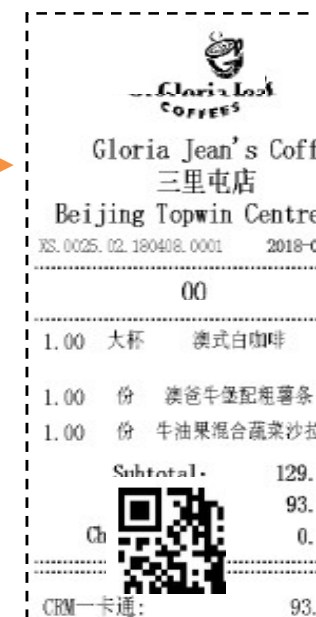 COFFEES
Gloria Jean's Coff
三里屯店
Beijing Topwin Centre
KS.0025.02.180408.0001 2018-0
00
1.00 大杯 澳式白咖啡
1.00 份 澳爸牛堡配粗薯条
1.00 份 牛油果混合蔬菜沙拉
Subtotal: 129.
93.
Ch 0.
CRM一卡通: 93.